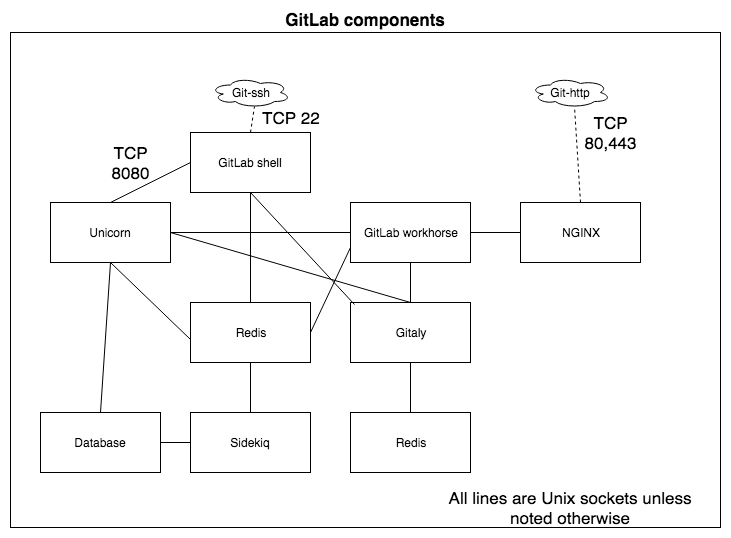 GitLab components
Git-ssh
Git-http
TCP 22
TCP
80,443
TCP
8080
GitLab shell
Unicorn
GitLab workhorse
NGINX
Redis
Gitaly
Database
Sidekiq
Redis
All lines are Unix sockets unless
noted otherwise